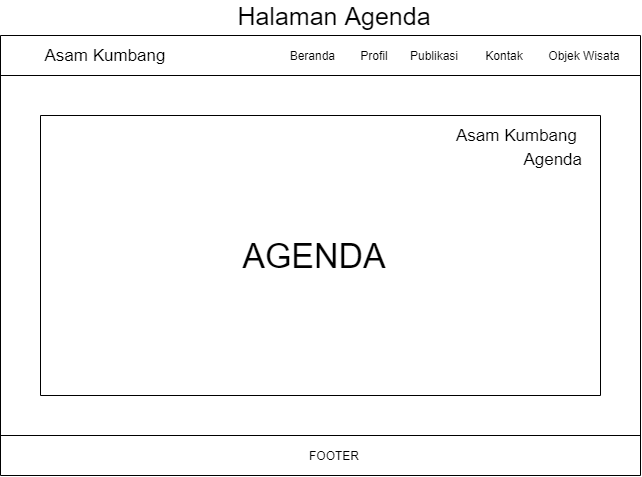 Halaman Agenda
Asam Kumbang Beranda Profil Publikasi Kontak Objek Wisata
Asam Kumbang
Agenda
AGENDA
FOOTER